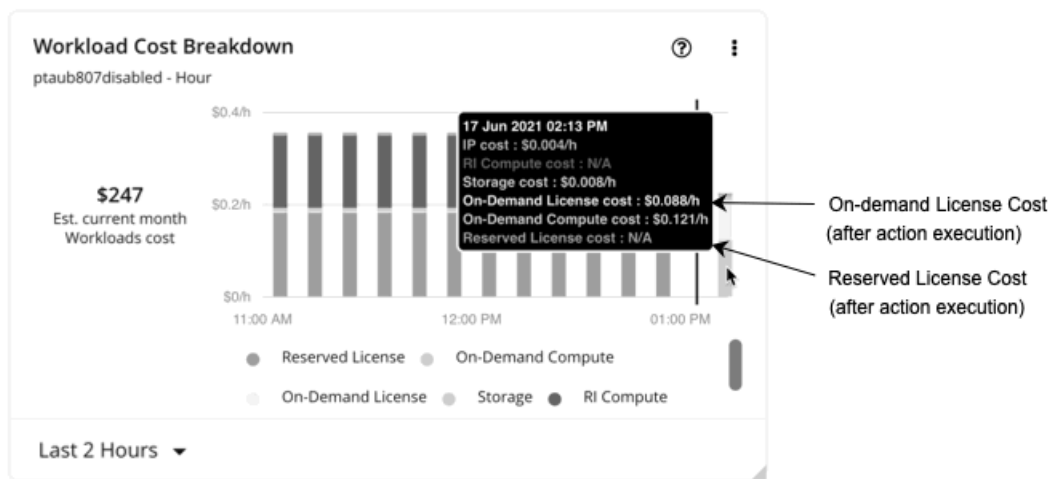 Workload Cost Breakdown
ptaub807disabled - Hour
$0.4/h
17 Jun 2021 02:13 PM
IP cost : $0.004/h
RI Compute cost : N/A
Storage cost : $0.008/h
On-Demand License cost : $0.088/h
On-Demand Compute cost : $0.121/h
Reserved License cost : N/A
$247
Est. current month
Workloads cost
$0.2/h
$0/h
11:00 AM 12:00 PM 01:00 PM
On-demand License Cost
(after action execution)
Reserved License Cost
(after action execution)
Reserved License On-Demand Compute
On-Demand License Storage RI Compute
Last 2 Hours